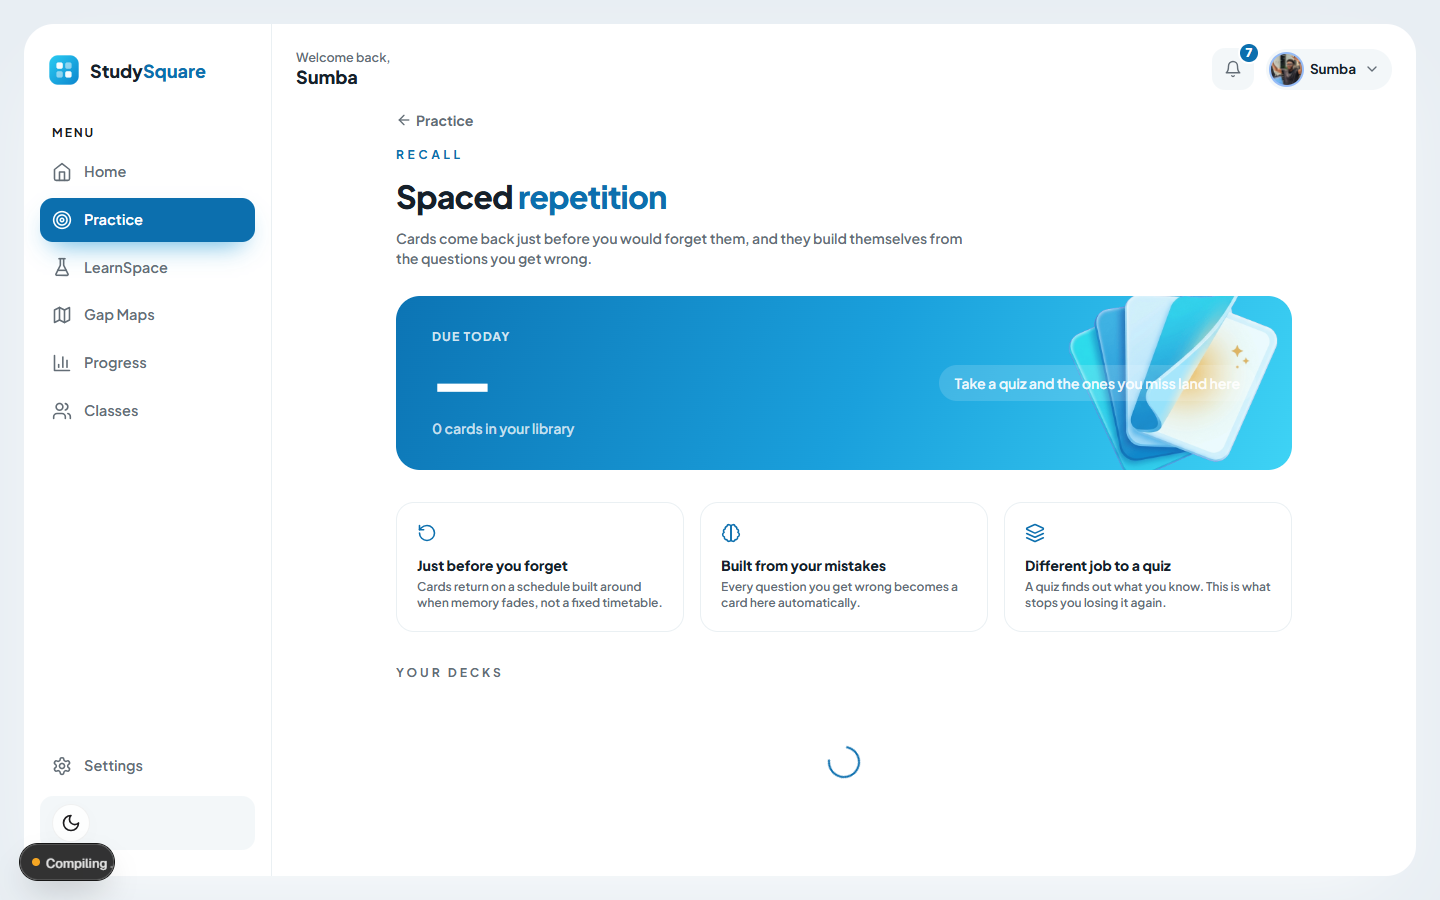 StudySquare
MENU
Home
Practice
LearnSpace
Gap Maps
Progress
Classes
Settings
Compiling
Welcome back,
Sumba
7
Sumba
Practice
RECALL
Spaced repetition
Cards come back just before you would forget them, and they build themselves from
the questions you get wrong.
DUE TODAY
—
0 cards in your library
Take a quiz and the ones you miss land here
Just before you forget
Cards return on a schedule built around
when memory fades, not a fixed timetable.
Built from your mistakes
Every question you get wrong becomes a
card here automatically.
Different job to a quiz
A quiz finds out what you know. This is what
stops you losing it again.
YOUR DECKS